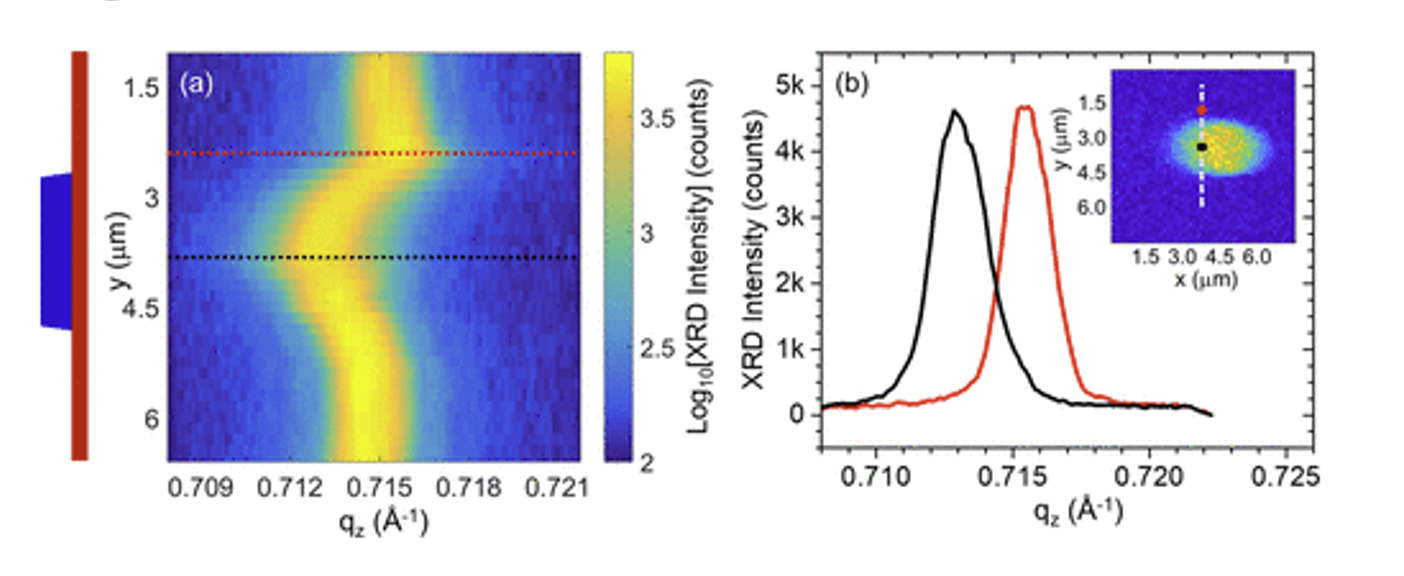 (a)
1.5
3
4.5
6
y (μm)
0.709 0.712 0.715 0.718 0.721
qz (Å-1)
3.5
3
2.5
2
Log10[XRD Intensity] (counts)
(b)
5k
4k
3k
2k
1k
0
XRD Intensity (counts)
0.710 0.715 0.720 0.725
qz (Å-1)
1.5
3.0
4.5
6.0
y (μm)
1.5 3.0 4.5 6.0
x (μm)